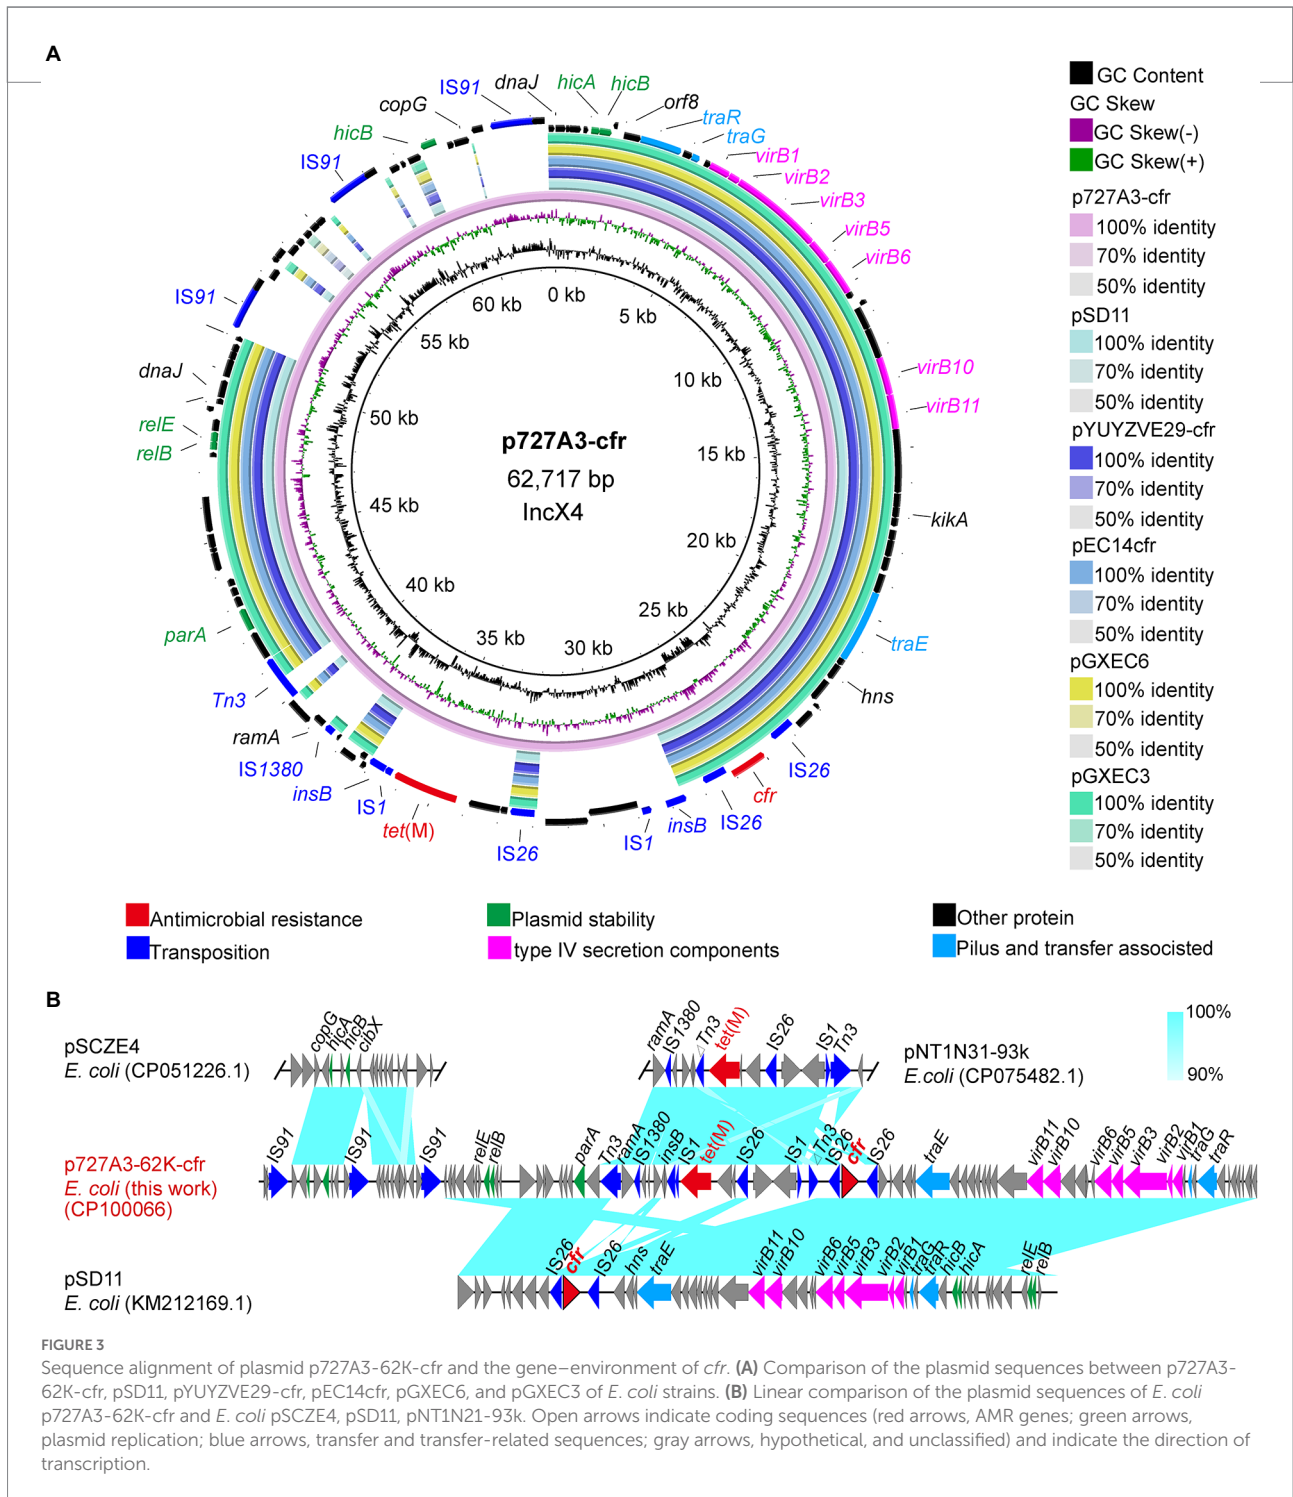 A
dnaJ
hicA
hicB
orf8
traR
traG
virB1
virB2
virB3
virB5
virB6
virB10
virB11
kikA
traE
hns
IS26
cfr
IS26
insB
IS1
IS26
tet(M)
IS1
insB
IS1380
ramA
Tn3
parA
relB
relE
dnaJ
IS91
IS91
hicB
copG
IS91
0 kb
5 kb
10 kb
15 kb
20 kb
25 kb
30 kb
35 kb
40 kb
45 kb
50 kb
55 kb
60 kb
p727A3-cfr
62,717 bp
IncX4
GC Content
GC Skew
GC Skew(-)
GC Skew(+)
p727A3-cfr
100% identity
70% identity
50% identity
pSD11
100% identity
70% identity
50% identity
pYUYZVE29-cfr
100% identity
70% identity
50% identity
pEC14cfr
100% identity
70% identity
50% identity
pGXEC6
100% identity
70% identity
50% identity
pGXEC3
100% identity
70% identity
50% identity
Antimicrobial resistance
Plasmid stability
Other protein
Transposition
type IV secretion components
Pilus and transfer associsted
B
pSCZE4
E. coli (CP051226.1)
copG
hicA
hicB
cibX
ramA
IS1380
△Tn3
tet(M)
IS26
IS1
Tn3
pNT1N31-93k
E.coli (CP075482.1)
100%
90%
p727A3-62K-cfr
E. coli (this work)
(CP100066)
IS91
IS91
IS91
relE
relB
parA
Tn3
ramA
IS1380
insB
IS1
tet(M)
IS26
IS1
△Tn3
IS26
cfr
IS26
traE
virB11
virB10
virB6
virB5
virB3
virB2
virB1
traG
traR
pSD11
E. coli (KM212169.1)
IS26
cfr
IS26
hns
traE
virB11
virB10
virB6
virB5
virB3
virB2
virB1
traG
traR
hicB
hicA
relE
relB
FIGURE 3
Sequence alignment of plasmid p727A3-62K-cfr and the gene–environment of cfr. (A) Comparison of the plasmid sequences between p727A3-
62K-cfr, pSD11, pYUYZVE29-cfr, pEC14cfr, pGXEC6, and pGXEC3 of E. coli strains. (B) Linear comparison of the plasmid sequences of E. coli
p727A3-62K-cfr and E. coli pSCZE4, pSD11, pNT1N21-93k. Open arrows indicate coding sequences (red arrows, AMR genes; green arrows,
plasmid replication; blue arrows, transfer and transfer-related sequences; gray arrows, hypothetical, and unclassified) and indicate the direction of
transcription.